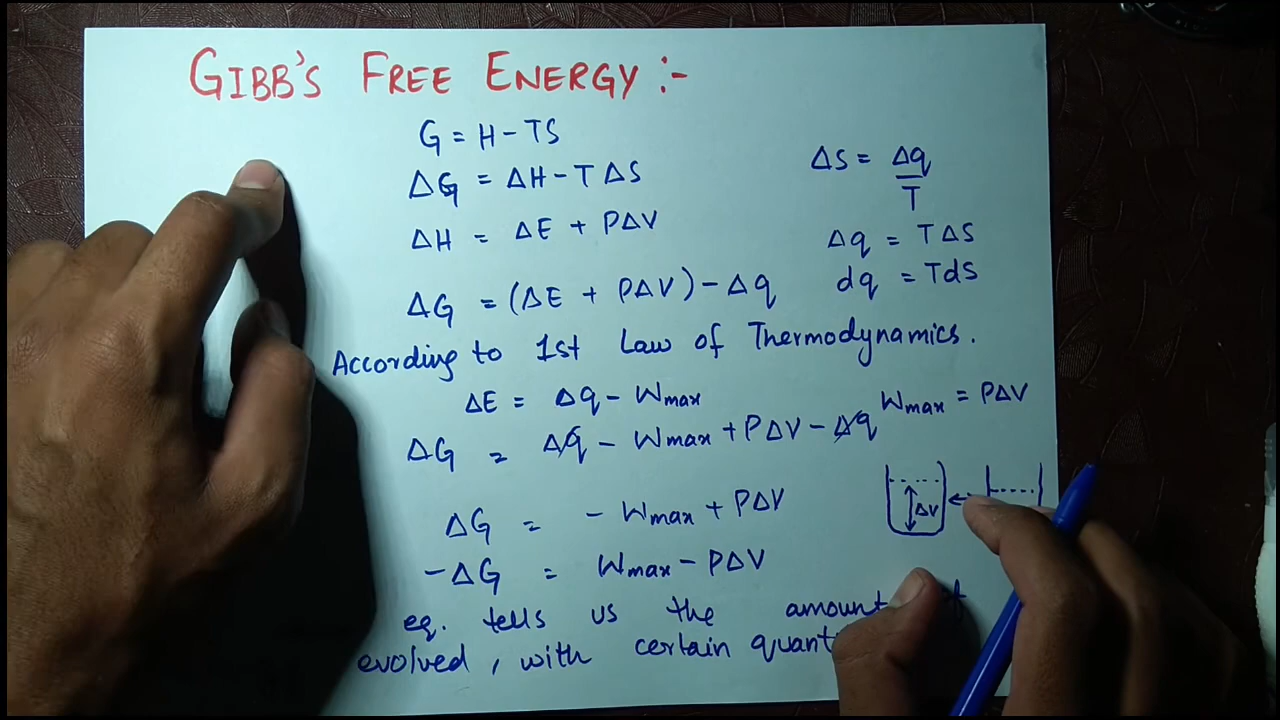 GIBB'S FREE ENERGY :-
G = H - TS
ΔG = ΔH - TΔS
ΔH = ΔE + PΔV
ΔG = (ΔE + PΔV) - Δq
ΔS = Δq / T
Δq = TΔS
dq = TdS
According to 1st Law of Thermodynamics.
ΔE = Δq - Wmax
Wmax = PΔV
ΔG = Δq - Wmax + PΔV - Δq
ΔV
ΔG = - Wmax + PΔV
-ΔG = Wmax - PΔV
eq. tells us the amount
evolved, with certain